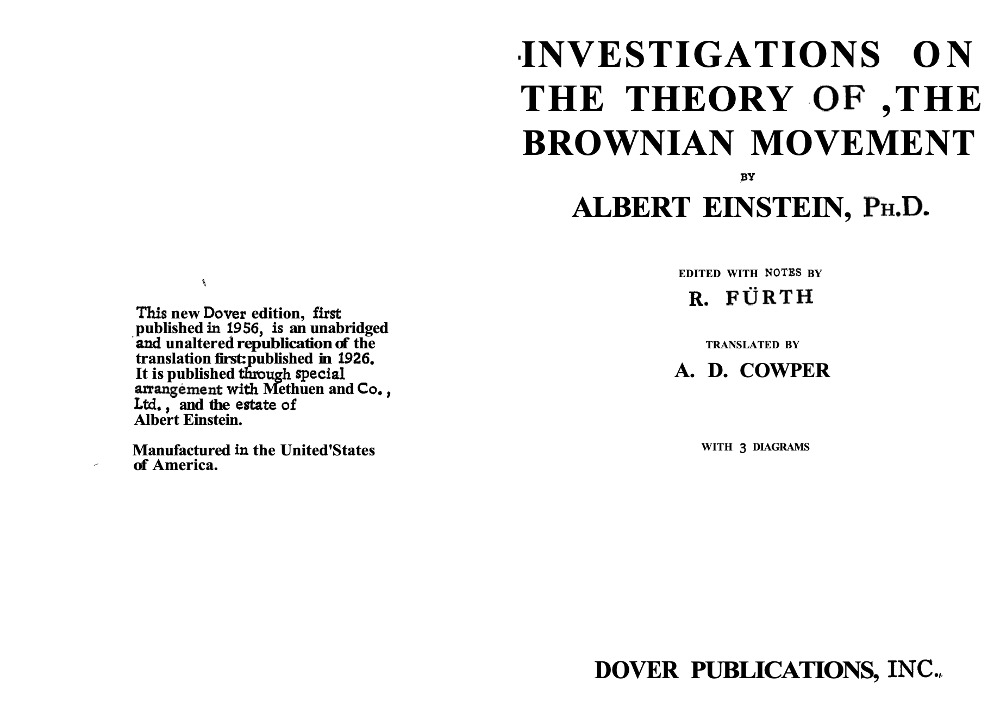 This new Dover edition, first
published in 1956, is an unabridged
and unaltered republication of the
translation first: published in 1926.
It is published through special
arrangement with Methuen and Co.,
Ltd., and the estate of
Albert Einstein.
Manufactured in the United'States
of America.
INVESTIGATIONS ON
THE THEORY OF ,THE
BROWNIAN MOVEMENT
BY
ALBERT EINSTEIN, PH.D.
EDITED WITH NOTES BY
R. FÜRTH
TRANSLATED BY
A. D. COWPER
WITH 3 DIAGRAMS
DOVER PUBLICATIONS, INC.